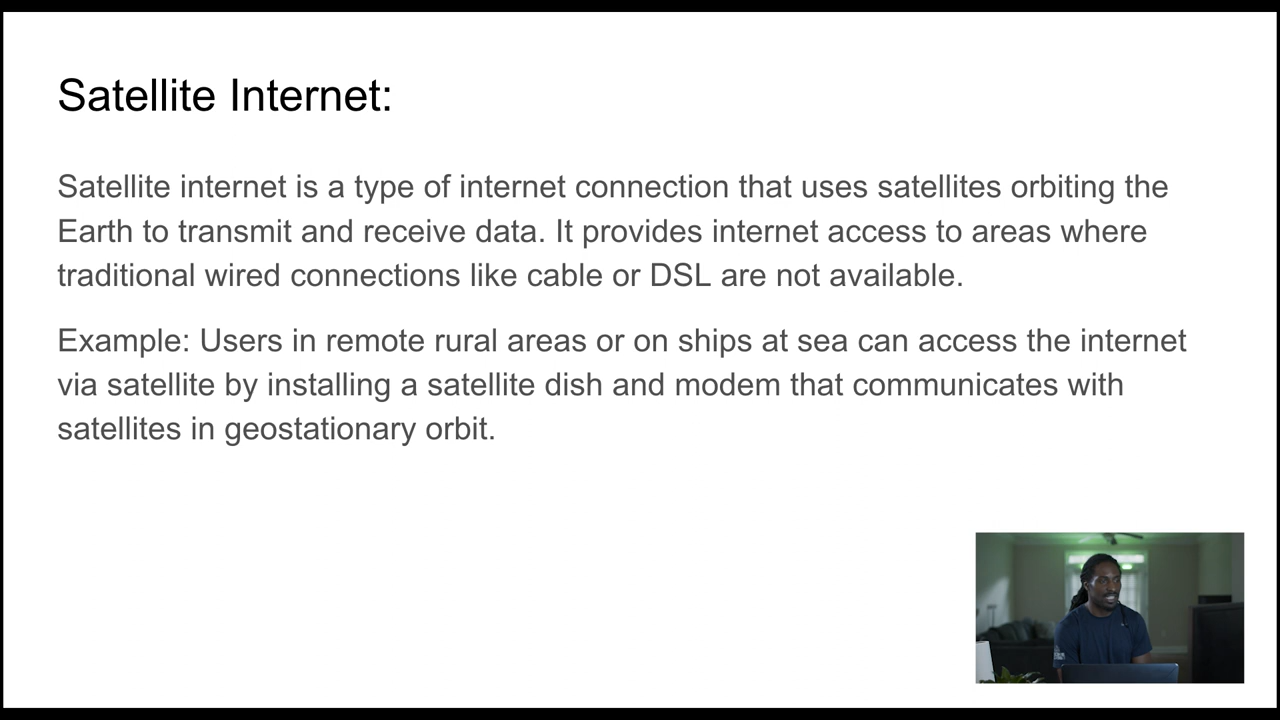 Satellite Internet:
Satellite internet is a type of internet connection that uses satellites orbiting the
Earth to transmit and receive data. It provides internet access to areas where
traditional wired connections like cable or DSL are not available.
Example: Users in remote rural areas or on ships at sea can access the internet
via satellite by installing a satellite dish and modem that communicates with
satellites in geostationary orbit.